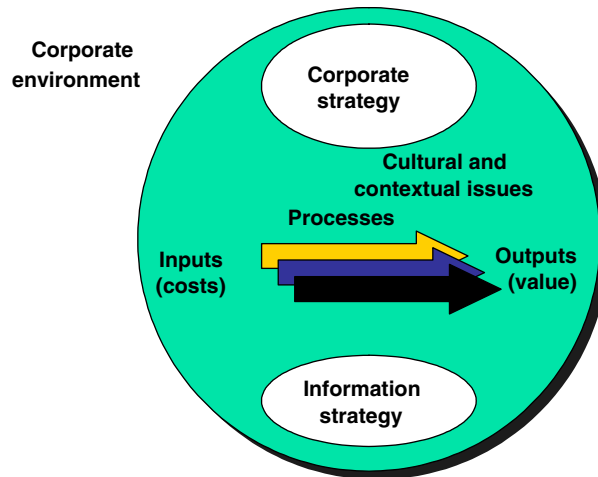 Corporate
environment
Corporate
strategy
Cultural and
contextual issues
Processes
Inputs
(costs)
Outputs
(value)
Information
strategy